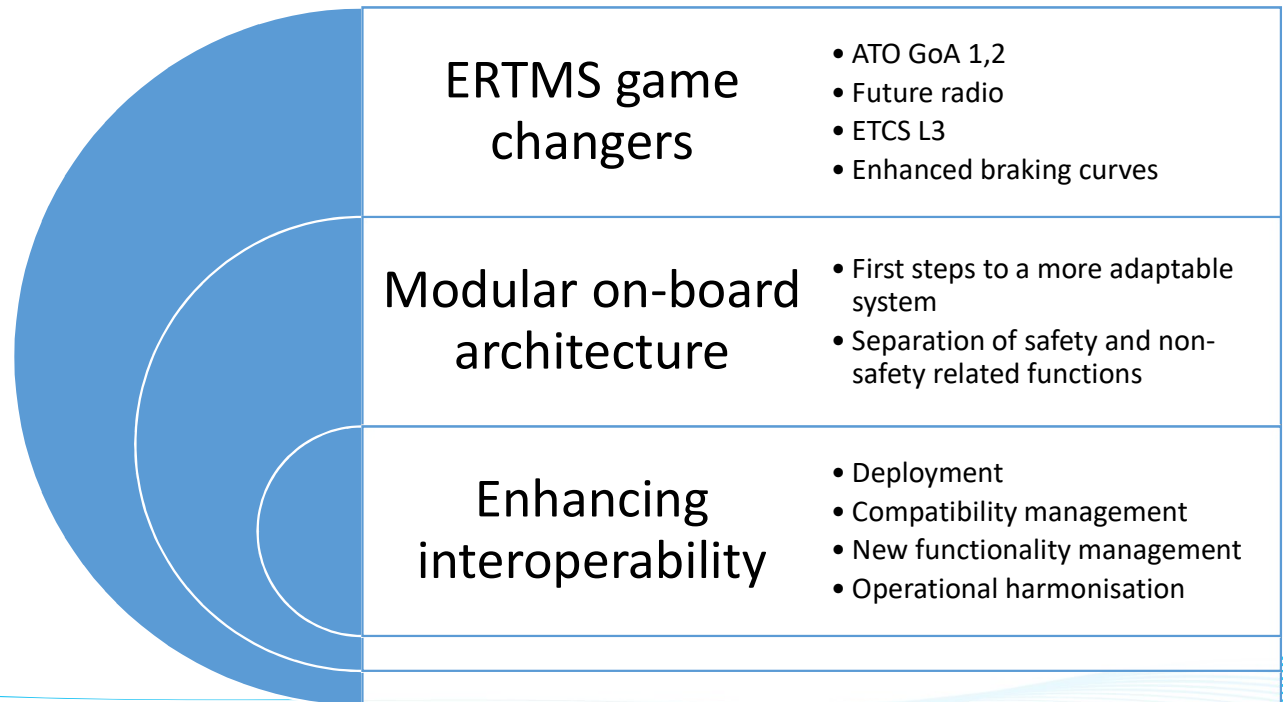 ERTMS game
changers
• ATO GoA 1,2
• Future radio
• ETCS L3
• Enhanced braking curves
Modular on-board
architecture
• First steps to a more adaptable
system
• Separation of safety and non-
safety related functions
Enhancing
interoperability
• Deployment
• Compatibility management
• New functionality management
• Operational harmonisation